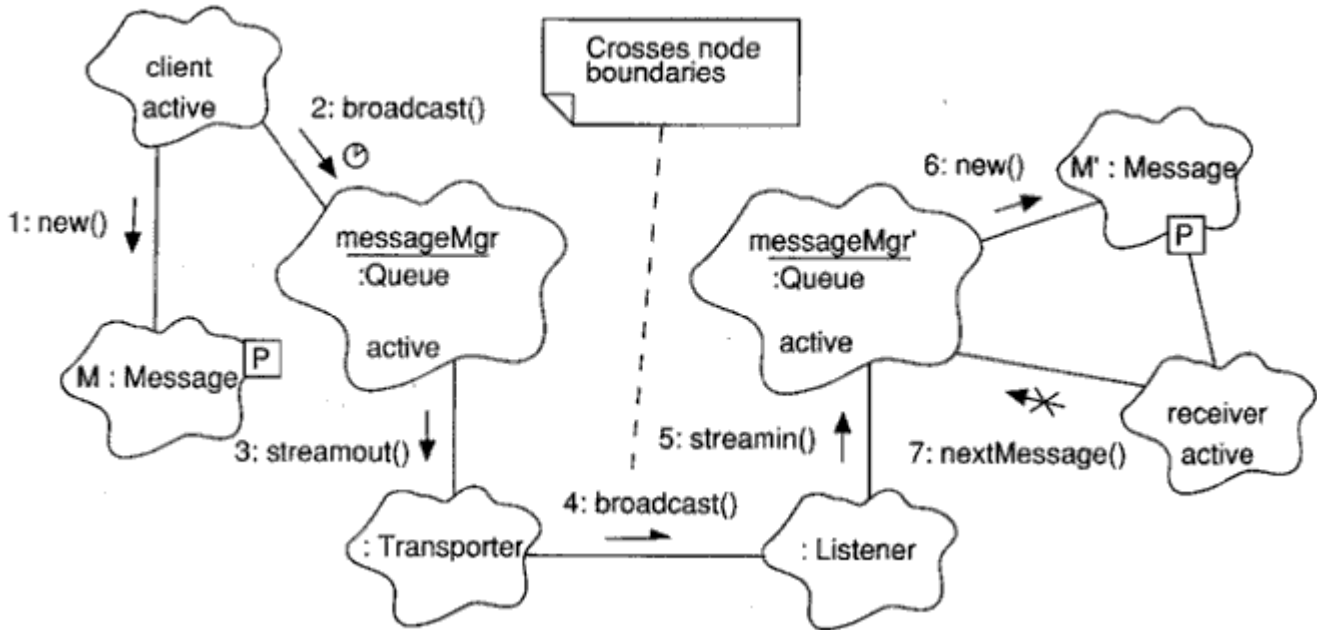 client
active
2: broadcast()
Crosses node
boundaries
1: new()
messageMgr
:Queue
active
M : Message
P
3: streamout()
: Transporter
4: broadcast()
: Listener
5: streamin()
messageMgr'
:Queue
active
6: new()
M' : Message
P
7: nextMessage()
receiver
active